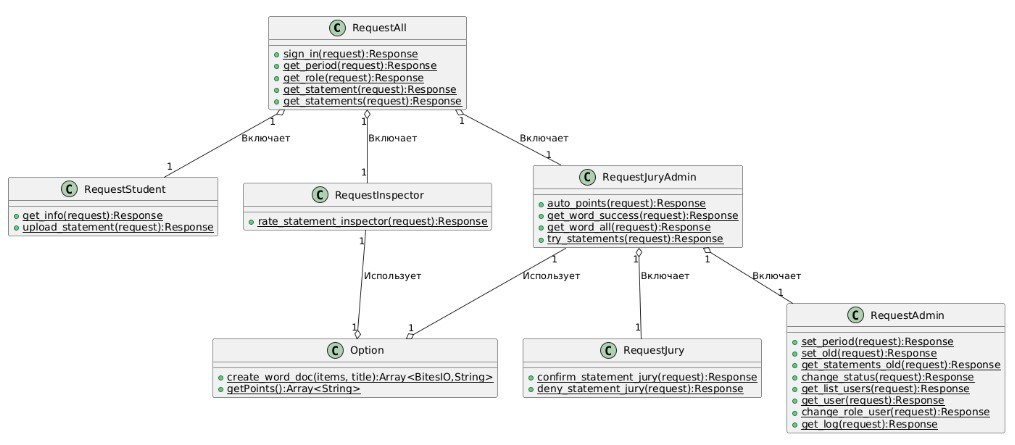 C RequestAll
sign_in(request):Response
get_period(request):Response
get_role(request):Response
get_statement(request):Response
get_statements(request):Response
1 1 1
Включает Включает Включает
1 1 1
C RequestStudent
get_info(request):Response
upload_statement(request):Response
C RequestInspector
rate_statement_inspector(request):Response
C RequestJuryAdmin
auto_points(request):Response
get_word_success(request):Response
get_word_all(request):Response
try_statements(request):Response
1 1 1 1
Использует Использует Включает Включает
1 1 1 1
C Option
create_word_doc(items, title):Array<BitesIO,String>
getPoints():Array<String>
C RequestJury
confirm_statement_jury(request):Response
deny_statement_jury(request):Response
C RequestAdmin
set_period(request):Response
set_old(request):Response
get_statements_old(request):Response
change_status(request):Response
get_list_users(request):Response
get_user(request):Response
change_role_user(request):Response
get_log(request):Response